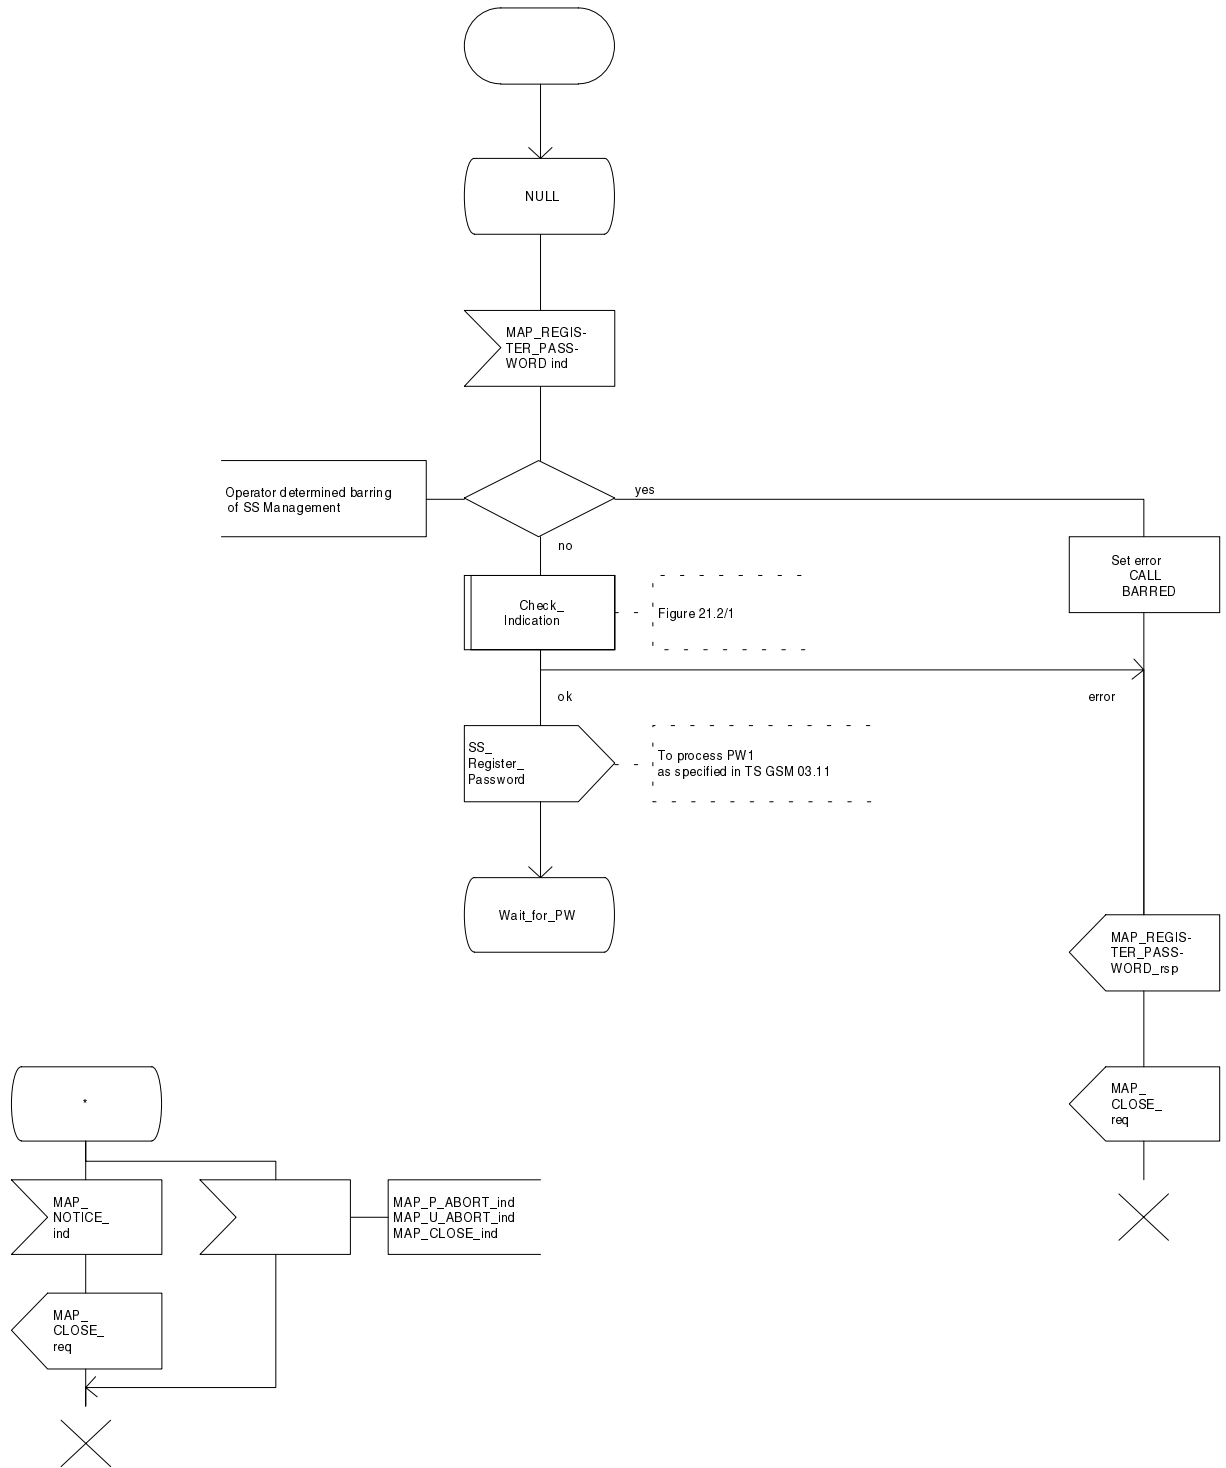 NULL
MAP_REGIS-
TER_PASS-
WORD ind
Operator determined barring
of SS Management
yes
no
Set error
CALL
BARRED
Check_
Indication
Figure 21.2/1
ok
error
SS_
Register_
Password
To process PW1
as specified in TS GSM 03.11
Wait_for_PW
MAP_REGIS-
TER_PASS-
WORD_rsp
MAP_
CLOSE_
req
*
MAP_
NOTICE_
ind
MAP_P_ABORT_ind
MAP_U_ABORT_ind
MAP_CLOSE_ind
MAP_
CLOSE_
req